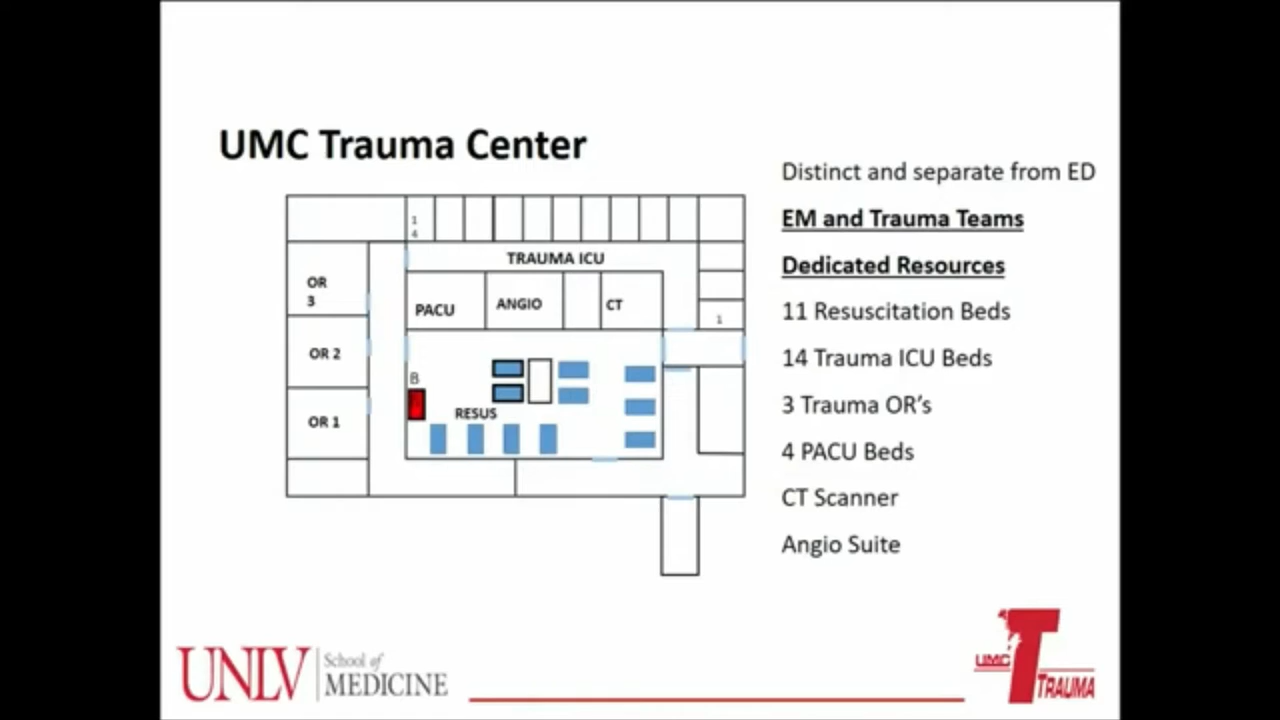 UMC Trauma Center
Distinct and separate from ED
EM and Trauma Teams
Dedicated Resources
11 Resuscitation Beds
14 Trauma ICU Beds
3 Trauma OR's
4 PACU Beds
CT Scanner
Angio Suite
1
4
TRAUMA ICU
OR
3
PACU
ANGIO
CT
1
OR 2
B
RESUS
OR 1
UNLV
School of
MEDICINE
UMC
TRAUMA